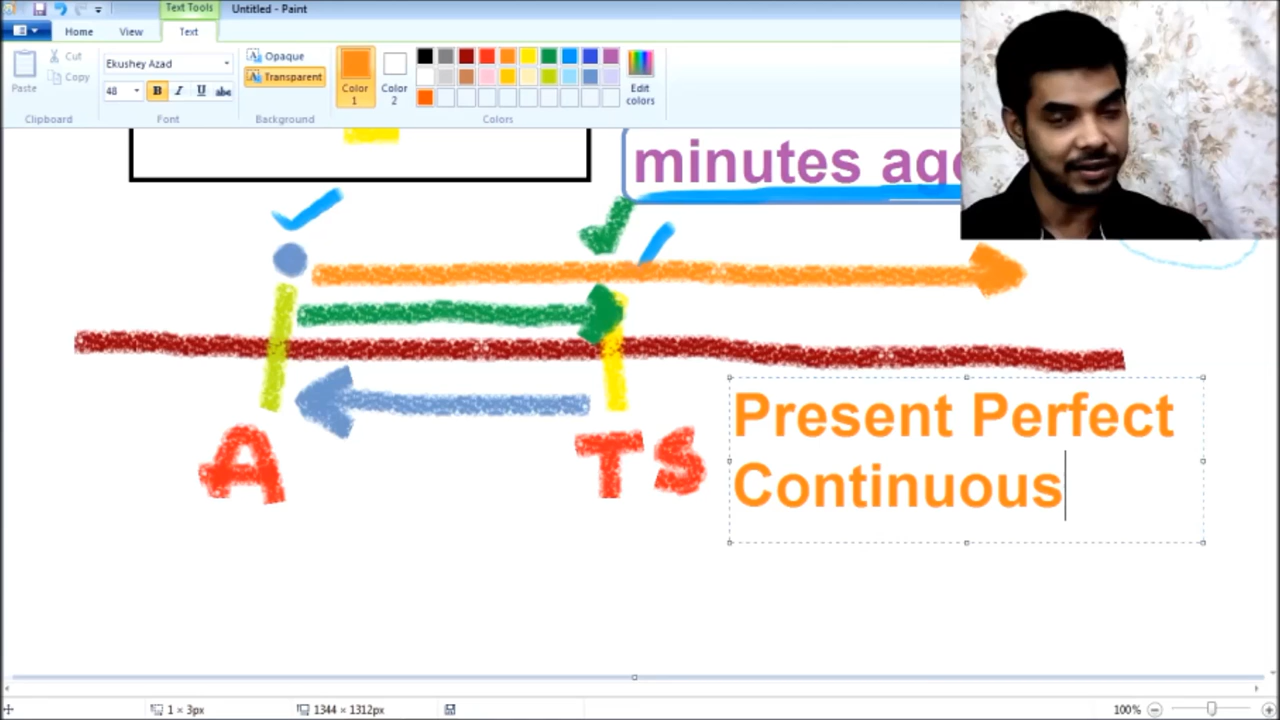 Text Tools
Untitled - Paint
Home
View
Text
Paste
Cut
Copy
Clipboard
Ekushey Azad
48
B
I
U
abc
Font
Opaque
Transparent
Background
Color 1
Color 2
Edit colors
Colors
minutes ago
A
TS
Present Perfect
Continuous
1 × 3px
1344 × 1312px
100%